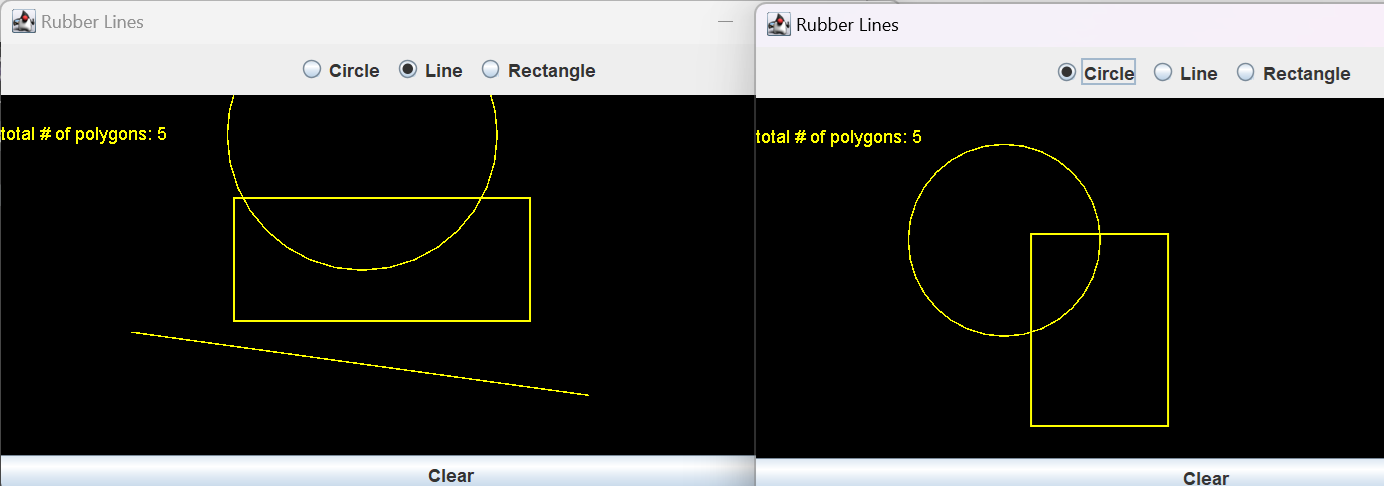 Rubber Lines
Circle Line Rectangle
total # of polygons: 5
Clear
Rubber Lines
Circle Line Rectangle
total # of polygons: 5
Clear